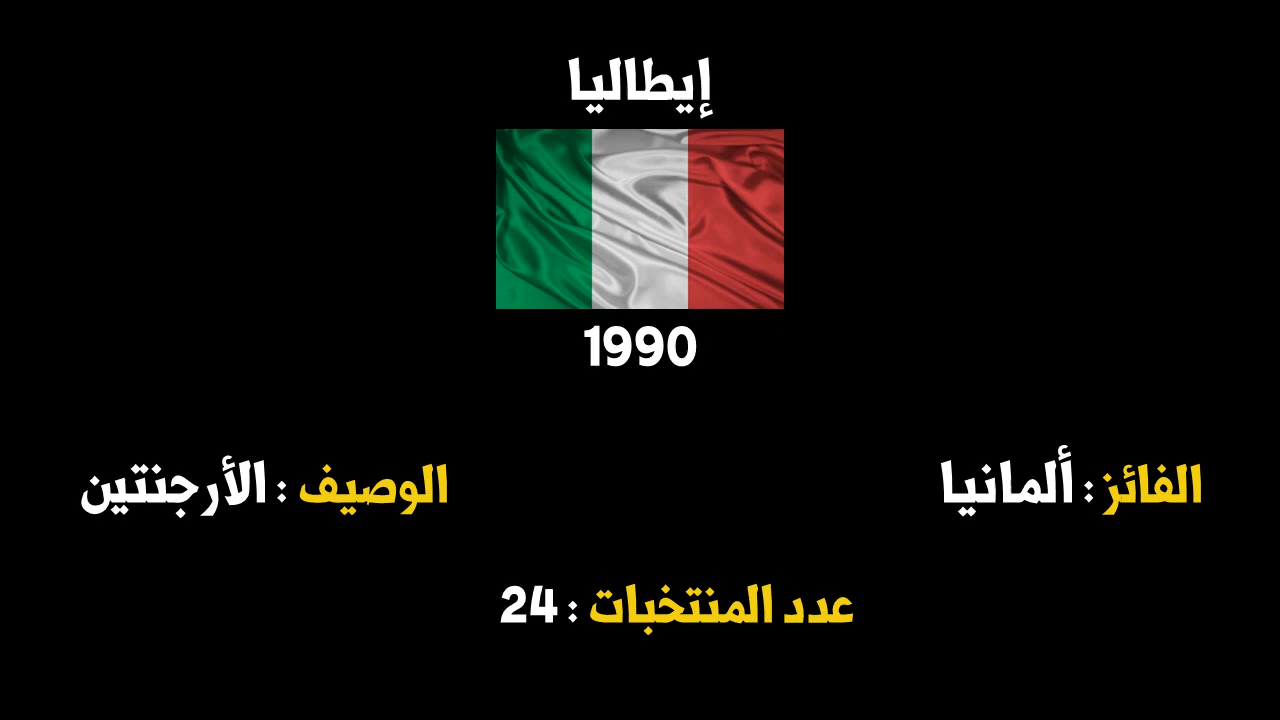 إيطاليا
1990
الفائز : ألمانيا
الوصيف : الأرجنتين
عدد المنتخبات : 24